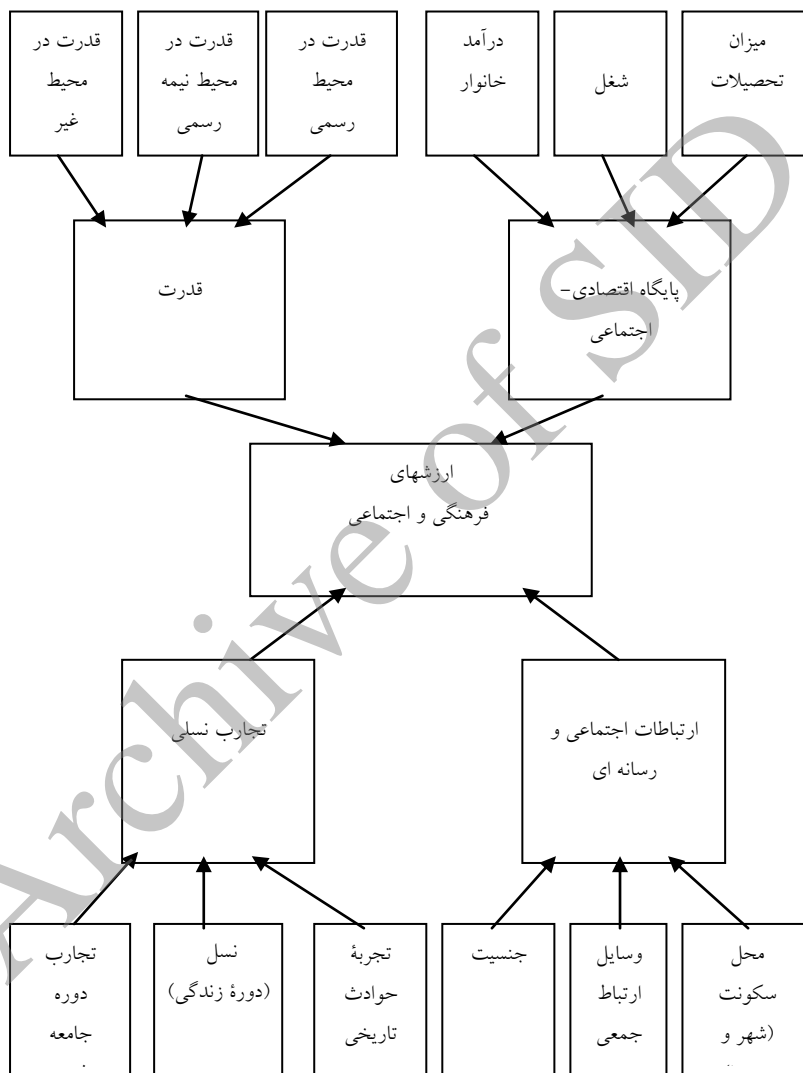 میزان
تحصیلات
شغل
درآمد
خانوار
قدرت در
محیط
رسمی
قدرت در
محیط نیمه
رسمی
قدرت در
محیط
غیر
پایگاه اقتصادی-
اجتماعی
قدرت
ارزشهای
فرهنگی و اجتماعی
ارتباطات اجتماعی و
رسانه ای
تجارب نسلی
محل
سکونت
(شهر و
وسایل
ارتباط
جمعی
جنسیت
تجربۀ
حوادث
تاریخی
نسل
(دورۀ زندگی)
تجارب
دوره
جامعه
Archive of SID